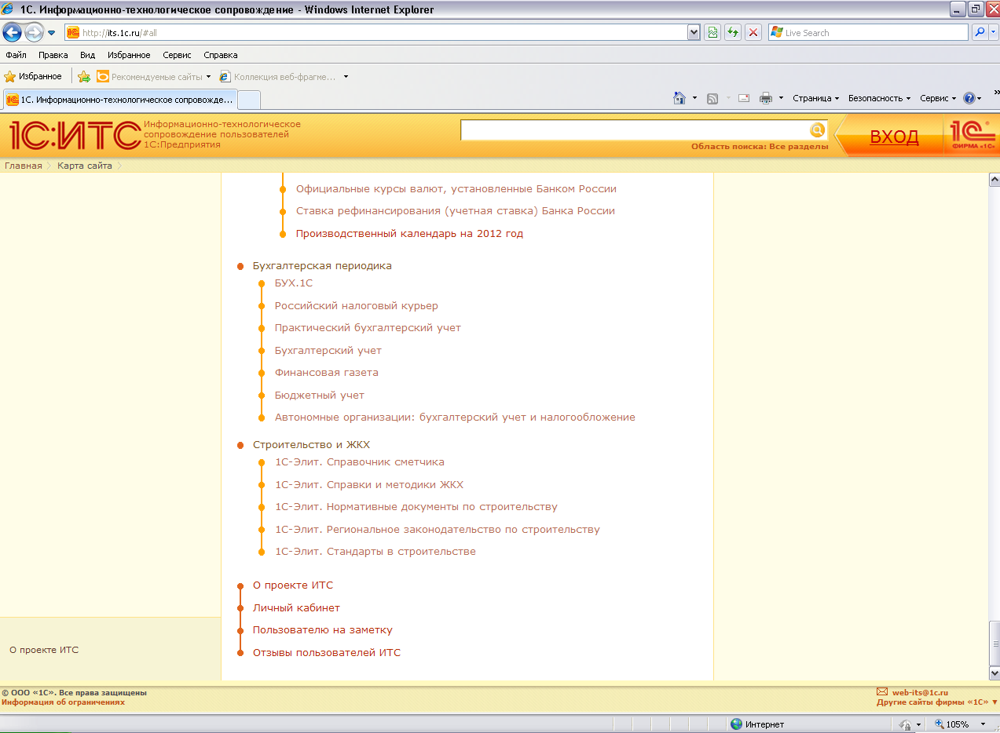 1С. Информационно-технологическое сопровождение - Windows Internet Explorer
http://its.1c.ru/#all
Live Search
Файл Правка Вид Избранное Сервис Справка
Избранное Рекомендуемые сайты Коллекция веб-фрагме...
1С. Информационно-технологическое сопровожде... Страница Безопасность Сервис
1С:ИТС
Информационно-технологическое
сопровождение пользователей
1С:Предприятия
Область поиска: Все разделы
ВХОД
1С
ФИРМА «1С»
Главная Карта сайта
Официальные курсы валют, установленные Банком России
Ставка рефинансирования (учетная ставка) Банка России
Производственный календарь на 2012 год
Бухгалтерская периодика
БУХ.1С
Российский налоговый курьер
Практический бухгалтерский учет
Бухгалтерский учет
Финансовая газета
Бюджетный учет
Автономные организации: бухгалтерский учет и налогообложение
Строительство и ЖКХ
1С-Элит. Справочник сметчика
1С-Элит. Справки и методики ЖКХ
1С-Элит. Нормативные документы по строительству
1С-Элит. Региональное законодательство по строительству
1С-Элит. Стандарты в строительстве
О проекте ИТС
Личный кабинет
Пользователю на заметку
Отзывы пользователей ИТС
О проекте ИТС
© ООО «1С». Все права защищены
Информация об ограничениях
web-its@1c.ru
Другие сайты фирмы «1С»
Интернет
105%